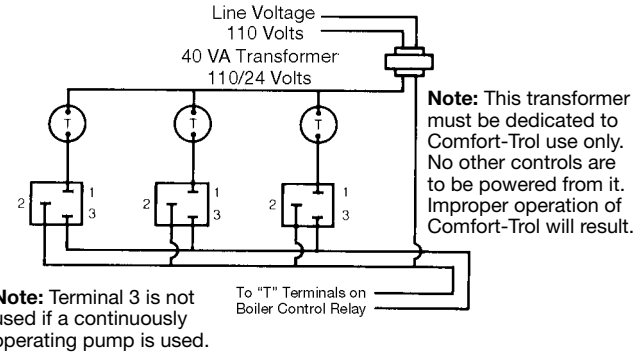 Line Voltage
110 Volts
40 VA Transformer
110/24 Volts
Note: This transformer
must be dedicated to
Comfort-Trol use only.
No other controls are
to be powered from it.
Improper operation of
Comfort-Trol will result.
T
T
T
2
1
3
2
1
3
2
1
3
To "T" Terminals on
Boiler Control Relay
Note: Terminal 3 is not
used if a continuously
operating pump is used.